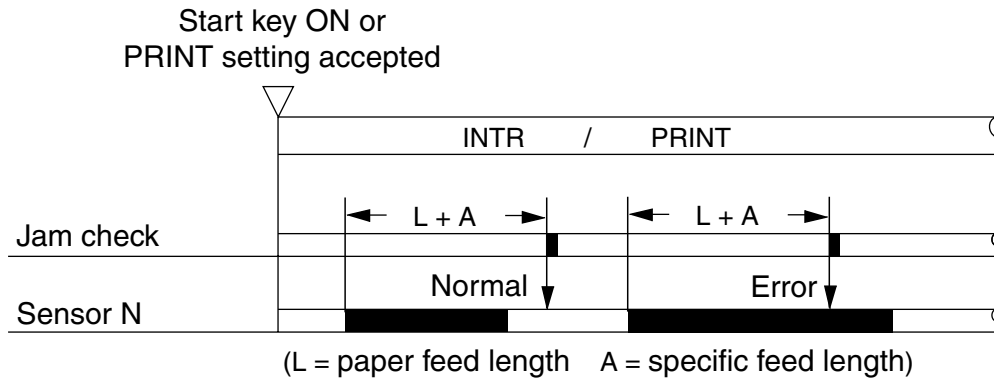 Start key ON or
PRINT setting accepted
INTR / PRINT
L + A L + A
Jam check
Normal Error
Sensor N
(L = paper feed length A = specific feed length)